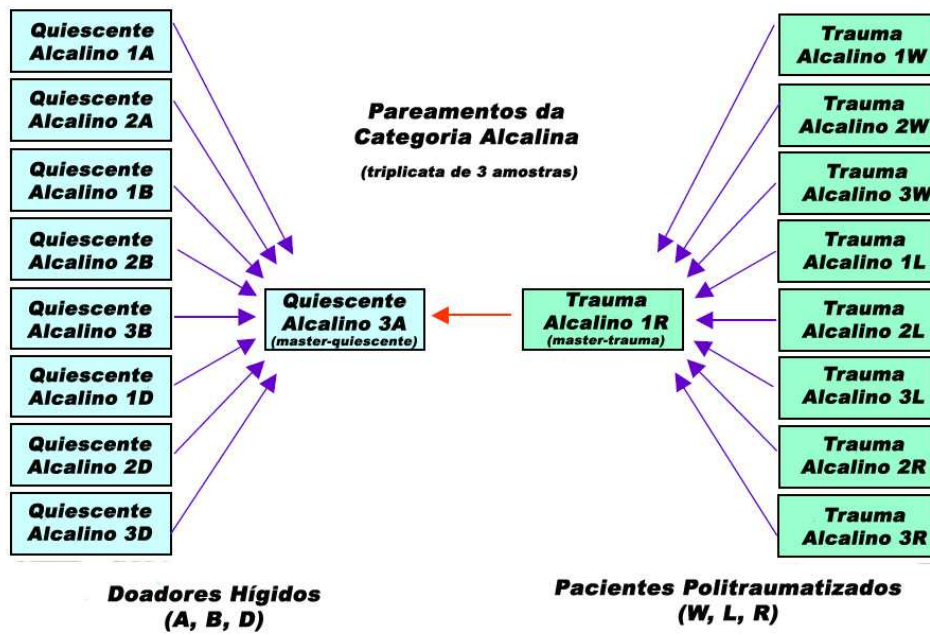 Quiescente
Alcalino 1A
Quiescente
Alcalino 2A
Quiescente
Alcalino 1B
Quiescente
Alcalino 2B
Quiescente
Alcalino 3B
Quiescente
Alcalino 1D
Quiescente
Alcalino 2D
Quiescente
Alcalino 3D
Doadores Hígidos
(A, B, D)
Pareamentos da
Categoria Alcalina
(triplicata de 3 amostras)
Quiescente
Alcalino 3A
(master-quiescente)
Trauma
Alcalino 1R
(master-trauma)
Trauma
Alcalino 1W
Trauma
Alcalino 2W
Trauma
Alcalino 3W
Trauma
Alcalino 1L
Trauma
Alcalino 2L
Trauma
Alcalino 3L
Trauma
Alcalino 2R
Trauma
Alcalino 3R
Pacientes Politraumatizados
(W, L, R)